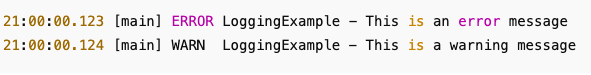 21:00:00.123 [main] ERROR LoggingExample – This is an error message
21:00:00.124 [main] WARN  LoggingExample – This is a warning message